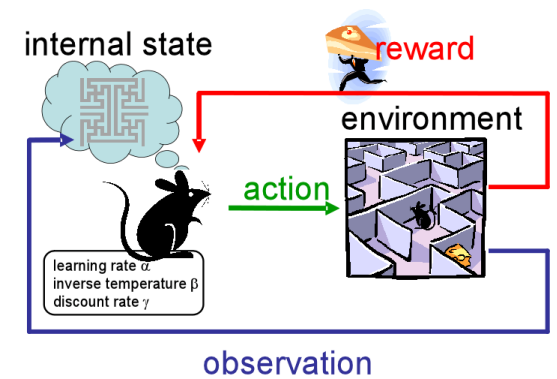 internal state
reward
environment
action
learning rate α
inverse temperature β
discount rate γ
observation